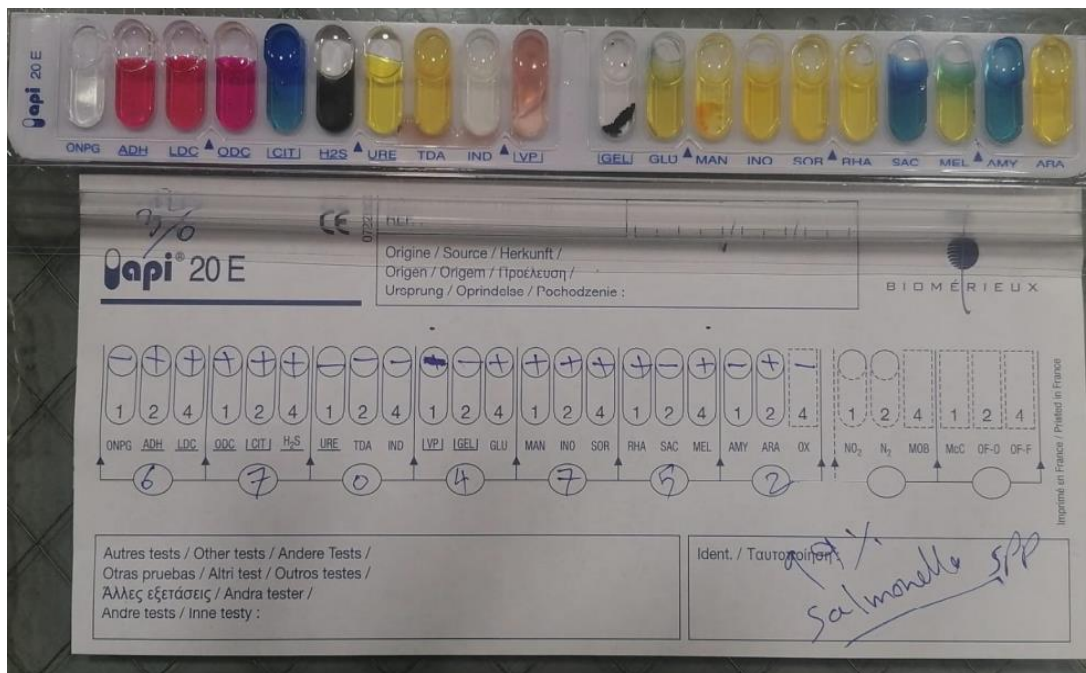 api 20 E
ONPG ADH LDC ODC |CIT| H2S URE TDA IND |VP| |GEL| GLU MAN INO SOR RHA SAC MEL AMY ARA
3/6
CE
REF.
api® 20 E
Origine / Source / Herkunft /
Origen / Origem / Προέλευση /
Ursprung / Oprindelse / Pochodzenie :
BIOMÉRIEUX
− + + + + + − − − + − + + + + + − + − + −
1 2 4 1 2 4 1 2 4 1 2 4 1 2 4 1 2 4 1 2 4 1 2 4 1 2 4
ONPG ADH LDC ODC |CIT| H₂S URE TDA IND |VP| |GEL| GLU MAN INO SOR RHA SAC MEL AMY ARA OX NO₂ N₂ MOB McC OF-O OF-F
6 7 0 4 7 5 2
Imprimé en France / Printed in France
Autres tests / Other tests / Andere Tests /
Otras pruebas / Altri test / Outros testes /
Άλλες εξετάσεις / Andra tester /
Andre tests / Inne testy :
Ident. / Ταυτοποίηση :
%
Salmonella spp